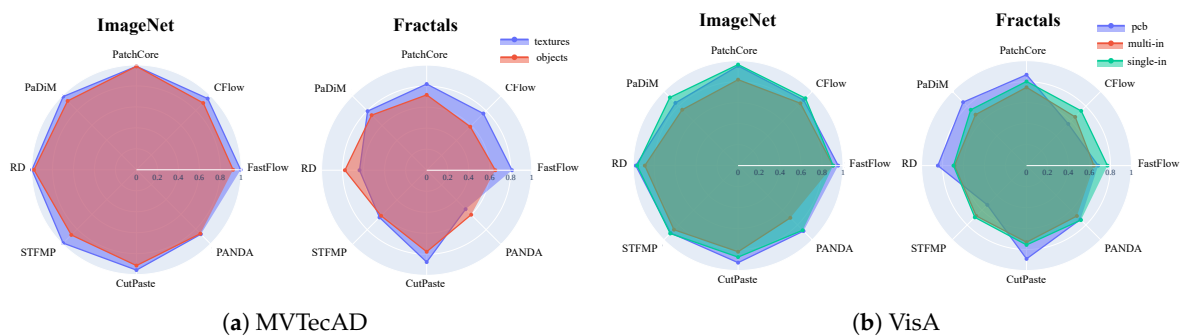 ImageNet
PatchCore
PaDiM
CFlow
RD
FastFlow
0 0.2 0.4 0.6 0.8 1
STFMP
PANDA
CutPaste
Fractals
textures
objects
PatchCore
PaDiM
CFlow
RD
FastFlow
0 0.2 0.4 0.6 0.8 1
STFMP
PANDA
CutPaste
(a) MVTecAD
ImageNet
PatchCore
PaDiM
CFlow
RD
FastFlow
0 0.2 0.4 0.6 0.8 1
STFMP
PANDA
CutPaste
Fractals
pcb
multi-in
single-in
PatchCore
PaDiM
CFlow
RD
FastFlow
0 0.2 0.4 0.6 0.8 1
STFMP
PANDA
CutPaste
(b) VisA